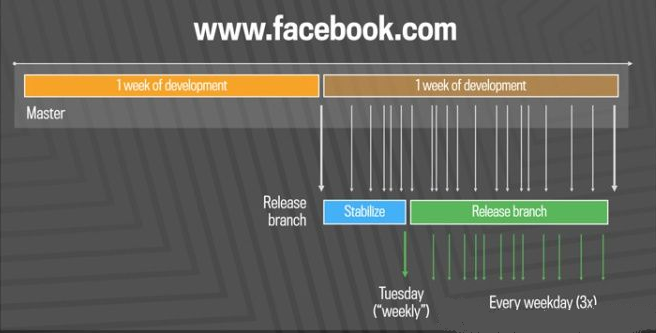 www.facebook.com
1 week of development
1 week of development
Master
Release
branch
Stabilize
Release branch
Tuesday
("weekly")
Every weekday (3x)